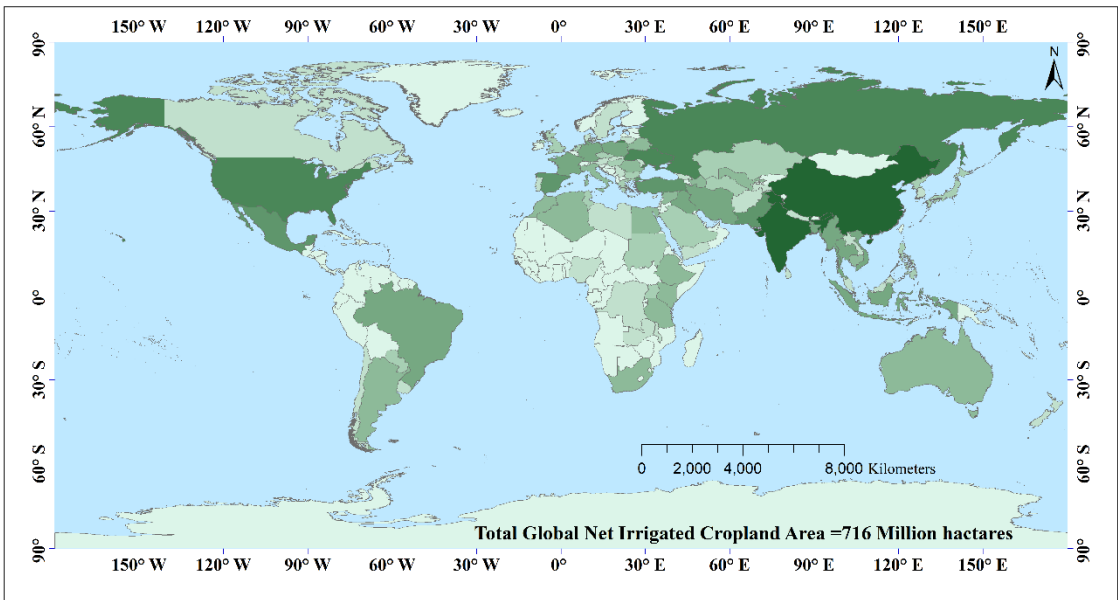 150° W 120° W 90° W 60° W 30° W 0° 30° E 60° E 90° E 120° E 150° E
90° 90°
N
60° N 60° N
30° N 30° N
0° 0°
30° S 30° S
0 2,000 4,000 8,000 Kilometers
60° S 60° S
Total Global Net Irrigated Cropland Area =716 Million hactares
90° 90°
150° W 120° W 90° W 60° W 30° W 0° 30° E 60° E 90° E 120° E 150° E